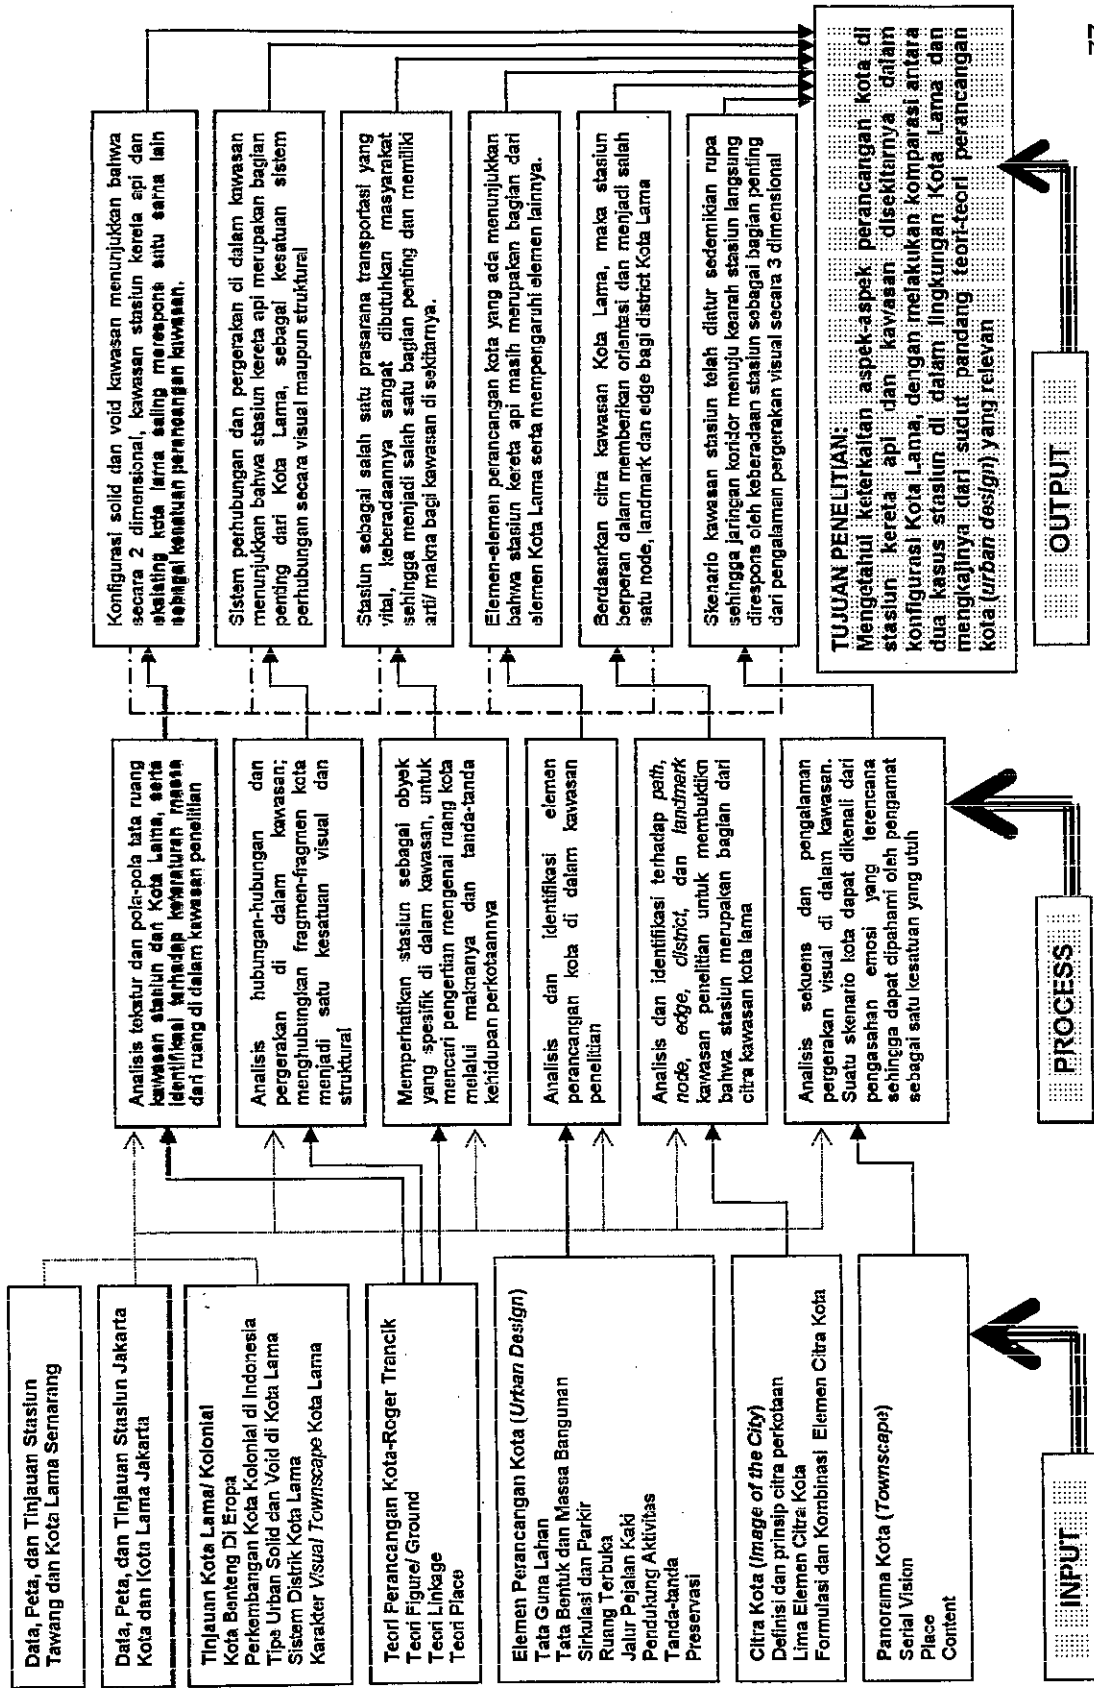 Data, Peta, dan Tinjauan Stasiun
Tawang dan Kota Lama Semarang
Data, Peta, dan Tinjauan Stasiun Jakarta
Kota dan Kota Lama Jakarta
Tinjauan Kota Lama/ Kolonial
Kota Benteng Di Eropa
Perkembangan Kota Kolonial di Indonesia
Tipe Urban Solid dan Void di Kota Lama
Sistem Distrik Kota Lama
Karakter Visual Townscape Kota Lama
Teori Perancangan Kota-Roger Trancik
Teori Figure/ Ground
Teori Linkage
Teori Place
Elemen Perancangan Kota (Urban Design)
Tata Guna Lahan
Tata Bentuk dan Massa Bangunan
Sirkulasi dan Parkir
Ruang Terbuka
Jalur Pejalan Kaki
Pendukung Aktivitas
Tanda-tanda
Preservasi
Citra Kota (Image of the City)
Definisi dan prinsip citra perkotaan
Lima Elemen Citra Kota
Formulasi dan Kombinasi Elemen Citra Kota
Panorama Kota (Townscape)
Serial Vision
Place
Content
INPUT
Analisis tekstur dan pola-pola tata ruang
kawasan stasiun dan Kota Lama, serta
identifikasi terhadap keteraturan massa
dan ruang di dalam kawasan penelitian
Analisis hubungan-hubungan dan
pergerakan di dalam kawasan;
menghubungkan fragmen-fragmen kota
menjadi satu kesatuan visual dan
struktural
Memperhatikan stasiun sebagai obyek
yang spesifik di dalam kawasan, untuk
mencari pengertian mengenai ruang kota
melalui maknanya dan tanda-tanda
kehidupan perkotaannya
Analisis dan identifikasi elemen
perancangan kota di dalam kawasan
penelitian
Analisis dan identifikasi terhadap path,
node, edge, district, dan landmerk
kawasan penelitian untuk membuktikn
bahwa stasiun merupakan bagian dari
citra kawasan kota lama
Analisis sekuens dan pengalaman
pergerakan visual di dalam kawasan.
Suatu skenario kota dapat dikenali dari
pengasahan emosi yang terencana
sehingga dapat dipahami oleh pengamat
sebagai satu kesatuan yang utuh
PROCESS
Konfigurasi solid dan void kawasan menunjukkan bahwa
secara 2 dimensional, kawasan stasiun kereta api dan
eksisting kota lama saling merespons satu sama lain
sebagai kesatuan perancangan kawasan.
Sistem perhubungan dan pergerakan di dalam kawasan
menunjukkan bahwa stasiun kereta api merupakan bagian
penting dari Kota Lama, sebagai kesatuan sistem
perhubungan secara visual maupun struktural
Stasiun sebagai salah satu prasarana transportasi yang
vital, keberadaannya sangat dibutuhkan masyarakat
sehingga menjadi salah satu bagian penting dan memiliki
arti/ makna bagi kawasan di sekitarnya.
Elemen-elemen perancangan kota yang ada menunjukkan
bahwa stasiun kereta api masih merupakan bagian dari
elemen Kota Lama serta mempengaruhi elemen lainnya.
Berdasarkan citra kawasan Kota Lama, maka stasiun
berperan dalam memberikan orientasi dan menjadi salah
satu node, landmark dan edge bagi district Kota Lama
Skenario kawasan stasiun telah diatur sedemikian rupa
sehingga jaringan koridor menuju kearah stasiun langsung
direspons oleh keberadaan stasiun sebagai bagian penting
dari pengalaman pergerakan visual secara 3 dimensional
TUJUAN PENELITIAN:
Mengetahui keterkaitan aspek-aspek perancangan kota di
stasiun kereta api dan kawasan disekitarnya dalam
konfigurasi Kota Lama, dengan melakukan komparasi antara
dua kasus stasiun di dalam lingkungan Kota Lama dan
mengkajinya dari sudut pandang teori-teori perancangan
kota (urban design) yang relevan
OUTPUT
77